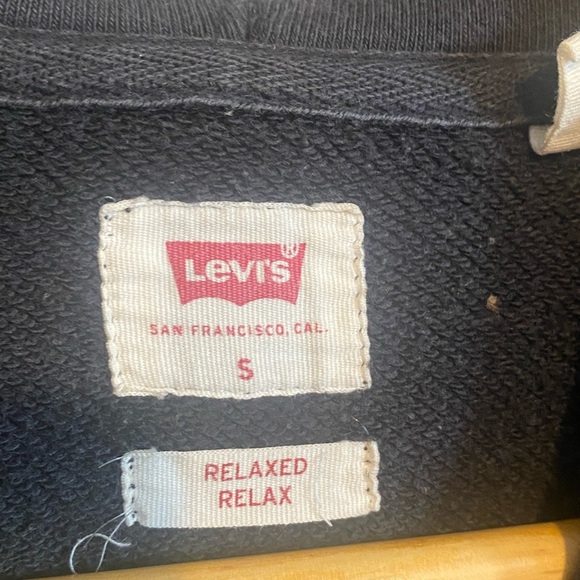 LEVI'S®
SAN FRANCISCO, CAL.
S
RELAXED
RELAX